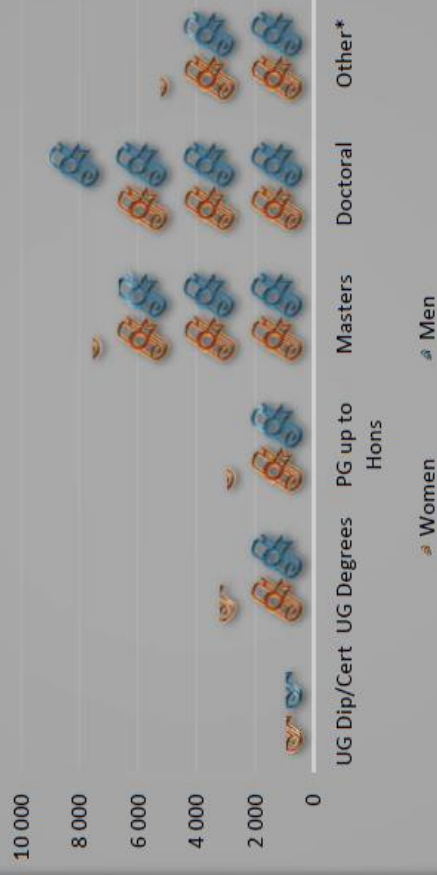 10 000
8 000
6 000
4 000
2 000
0
UG Dip/Cert
UG Degrees
PG up to
Hons
Masters
Doctoral
Other*
Women
Men